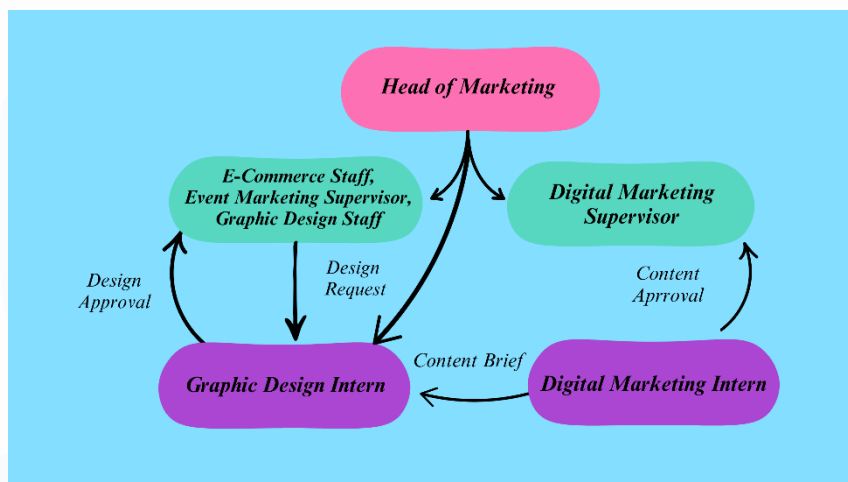 Head of Marketing
E-Commerce Staff,
Event Marketing Supervisor,
Graphic Design Staff
Digital Marketing
Supervisor
Design
Approval
Design
Request
Content
Aprroval
Content Brief
Graphic Design Intern
Digital Marketing Intern